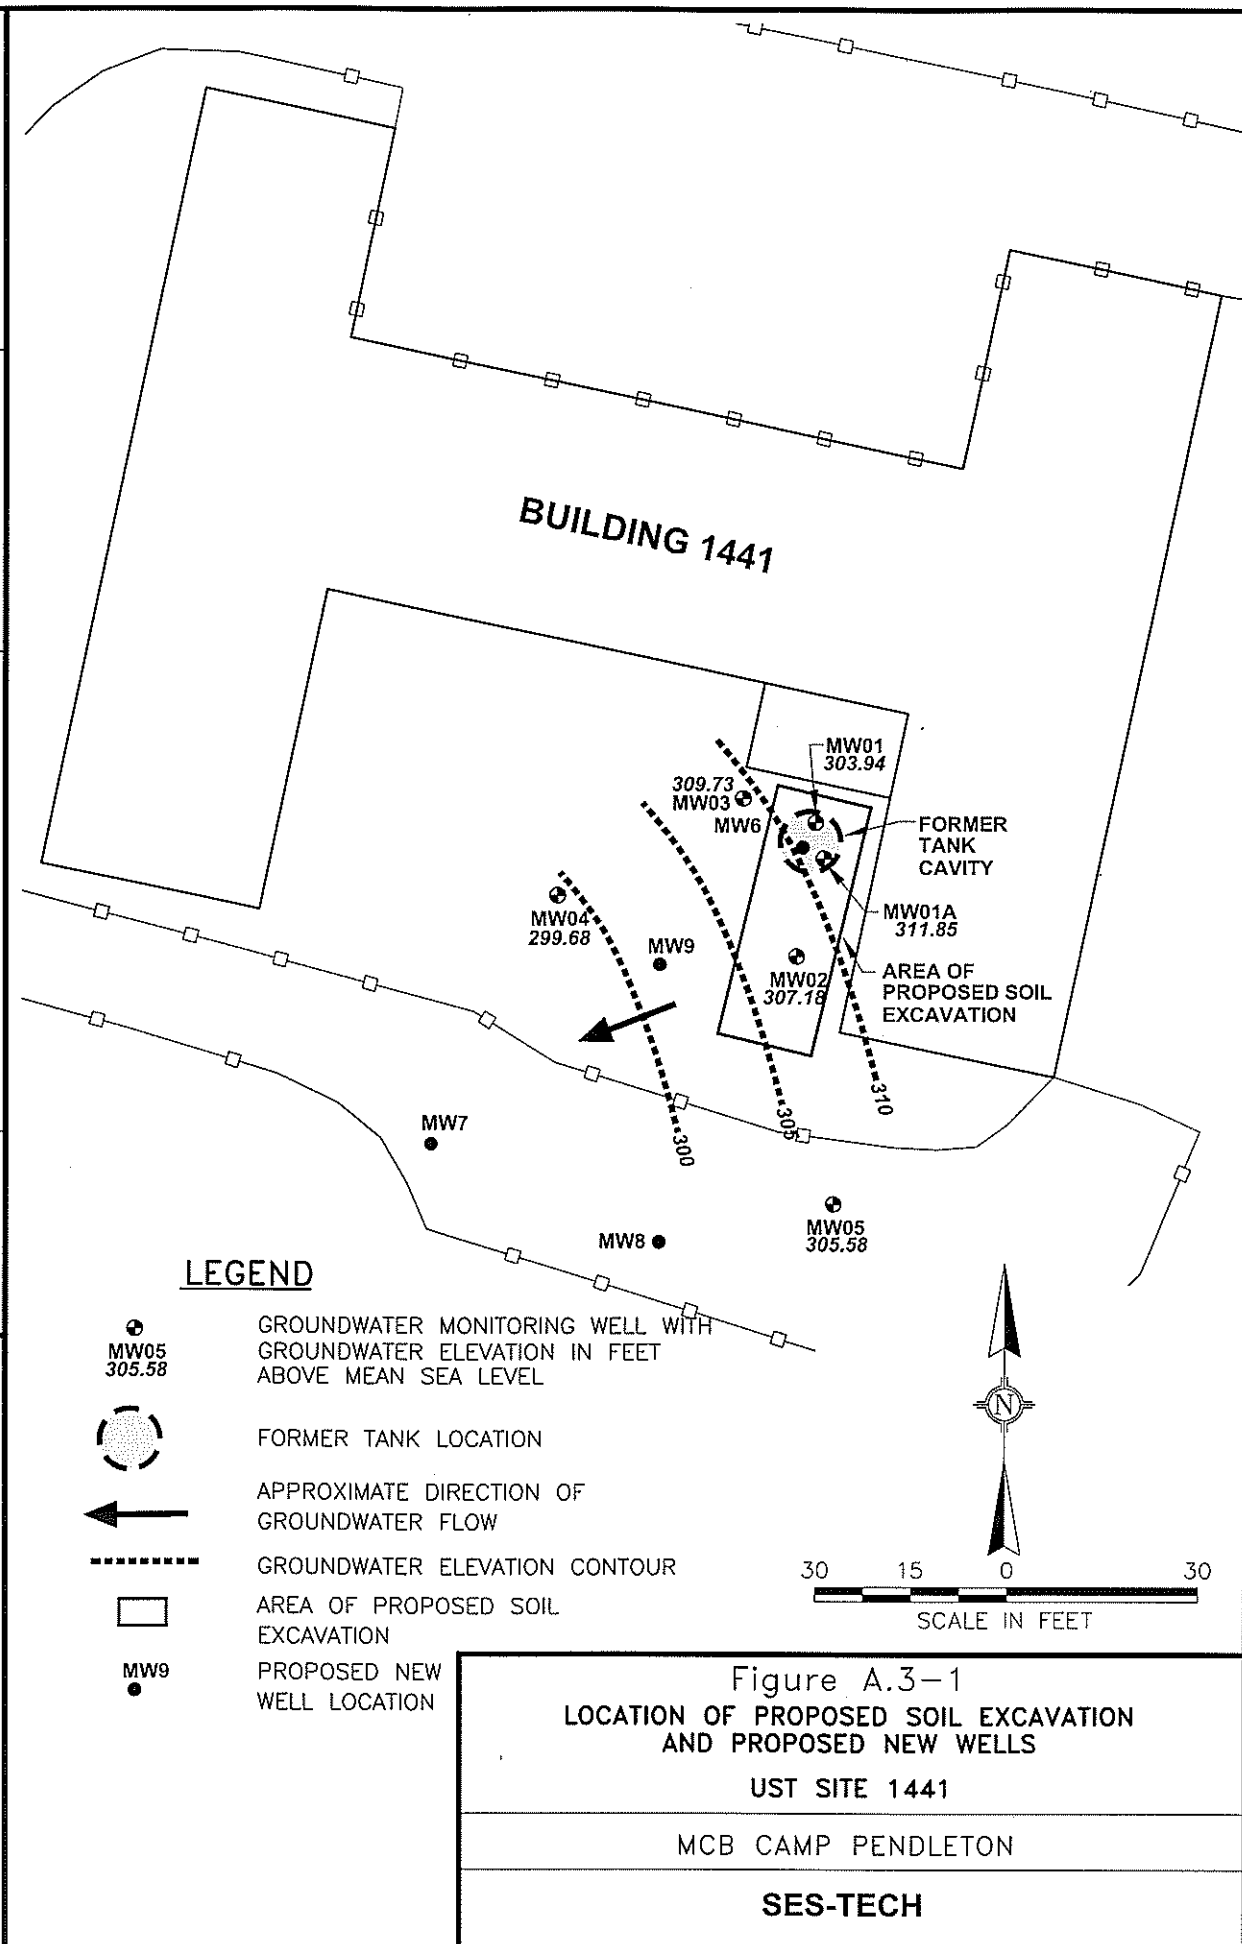 BUILDING 1441
MW01
303.94
309.73
MW03
MW6
FORMER
TANK
CAVITY
MW01A
311.85
MW04
299.68
MW9
MW02
307.18
AREA OF
PROPOSED SOIL
EXCAVATION
310
305
300
MW7
MW05
305.58
MW8
LEGEND
MW05
305.58
GROUNDWATER MONITORING WELL WITH
GROUNDWATER ELEVATION IN FEET
ABOVE MEAN SEA LEVEL
FORMER TANK LOCATION
APPROXIMATE DIRECTION OF
GROUNDWATER FLOW
GROUNDWATER ELEVATION CONTOUR
AREA OF PROPOSED SOIL
EXCAVATION
MW9
PROPOSED NEW
WELL LOCATION
N
30 15 0 30
SCALE IN FEET
Figure A.3-1
LOCATION OF PROPOSED SOIL EXCAVATION
AND PROPOSED NEW WELLS
UST SITE 1441
MCB CAMP PENDLETON
SES-TECH